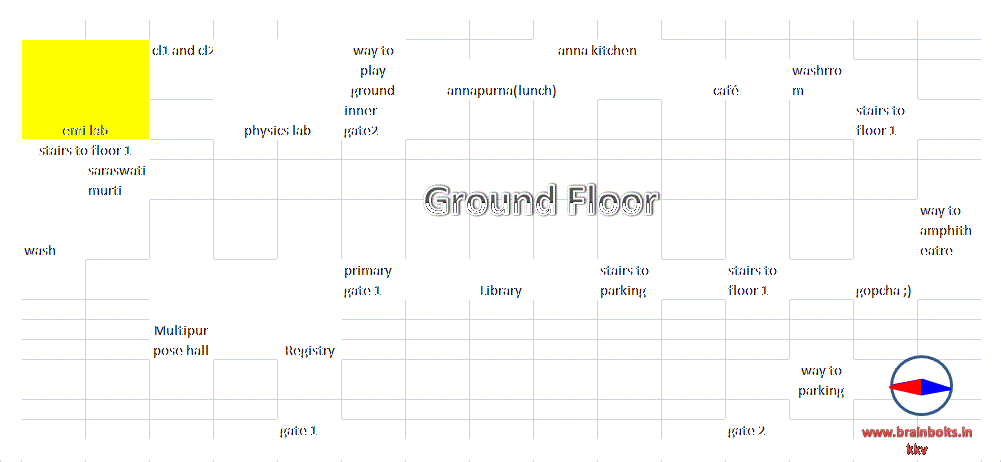 cl1 and cl2
way to
play
ground
anna kitchen
annapurna(lunch)
café
washrro
m
inner
gate2
emi lab
physics lab
stairs to
floor 1
stairs to floor 1
saraswati
murti
Ground Floor
way to
amphith
eatre
wash
primary
gate 1
Library
stairs to
parking
stairs to
floor 1
gopcha ;)
Multipur
pose hall
Registry
way to
parking
gate 1
gate 2
www.brainbolts.in
kkv